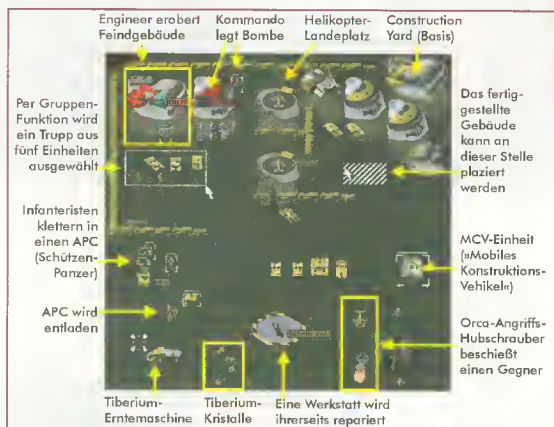 Engineer erobert
Feindgebäude
Kommando
legt Bombe
Helikopter-
Landeplatz
Construction
Yard (Basis)
Per Gruppen-
Funktion wird
ein Trupp aus
fünf Einheiten
ausgewählt
Das fertig-
gestellte
Gebäude
kann an
dieser Stelle
plaziert
werden
Infanteristen
klettern in
einen APC
(Schützen-
Panzer)
MCV-Einheit
(»Mobiles
Konstruktions-
Vehikel«)
APC wird
entladen
Orca-Angriffs-
Hubschrauber
beschießt
einen Gegner
Tiberium-
Erntemaschine
Tiberium-
Kristalle
Eine Werkstatt wird
ihrerseits repariert